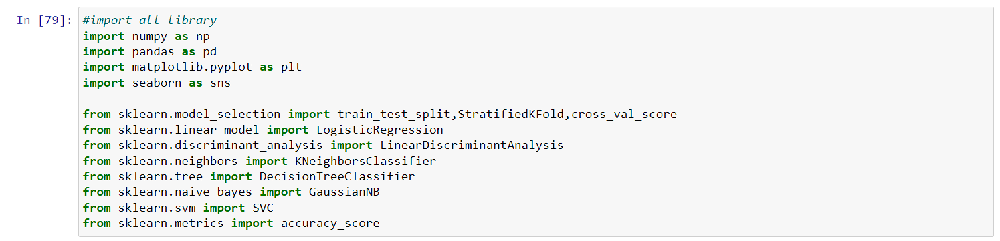 In [79]: #import all library
import numpy as np
import pandas as pd
import matplotlib.pyplot as plt
import seaborn as sns
from sklearn.model_selection import train_test_split,StratifiedKFold,cross_val_score
from sklearn.linear_model import LogisticRegression
from sklearn.discriminant_analysis import LinearDiscriminantAnalysis
from sklearn.neighbors import KNeighborsClassifier
from sklearn.tree import DecisionTreeClassifier
from sklearn.naive_bayes import GaussianNB
from sklearn.svm import SVC
from sklearn.metrics import accuracy_score